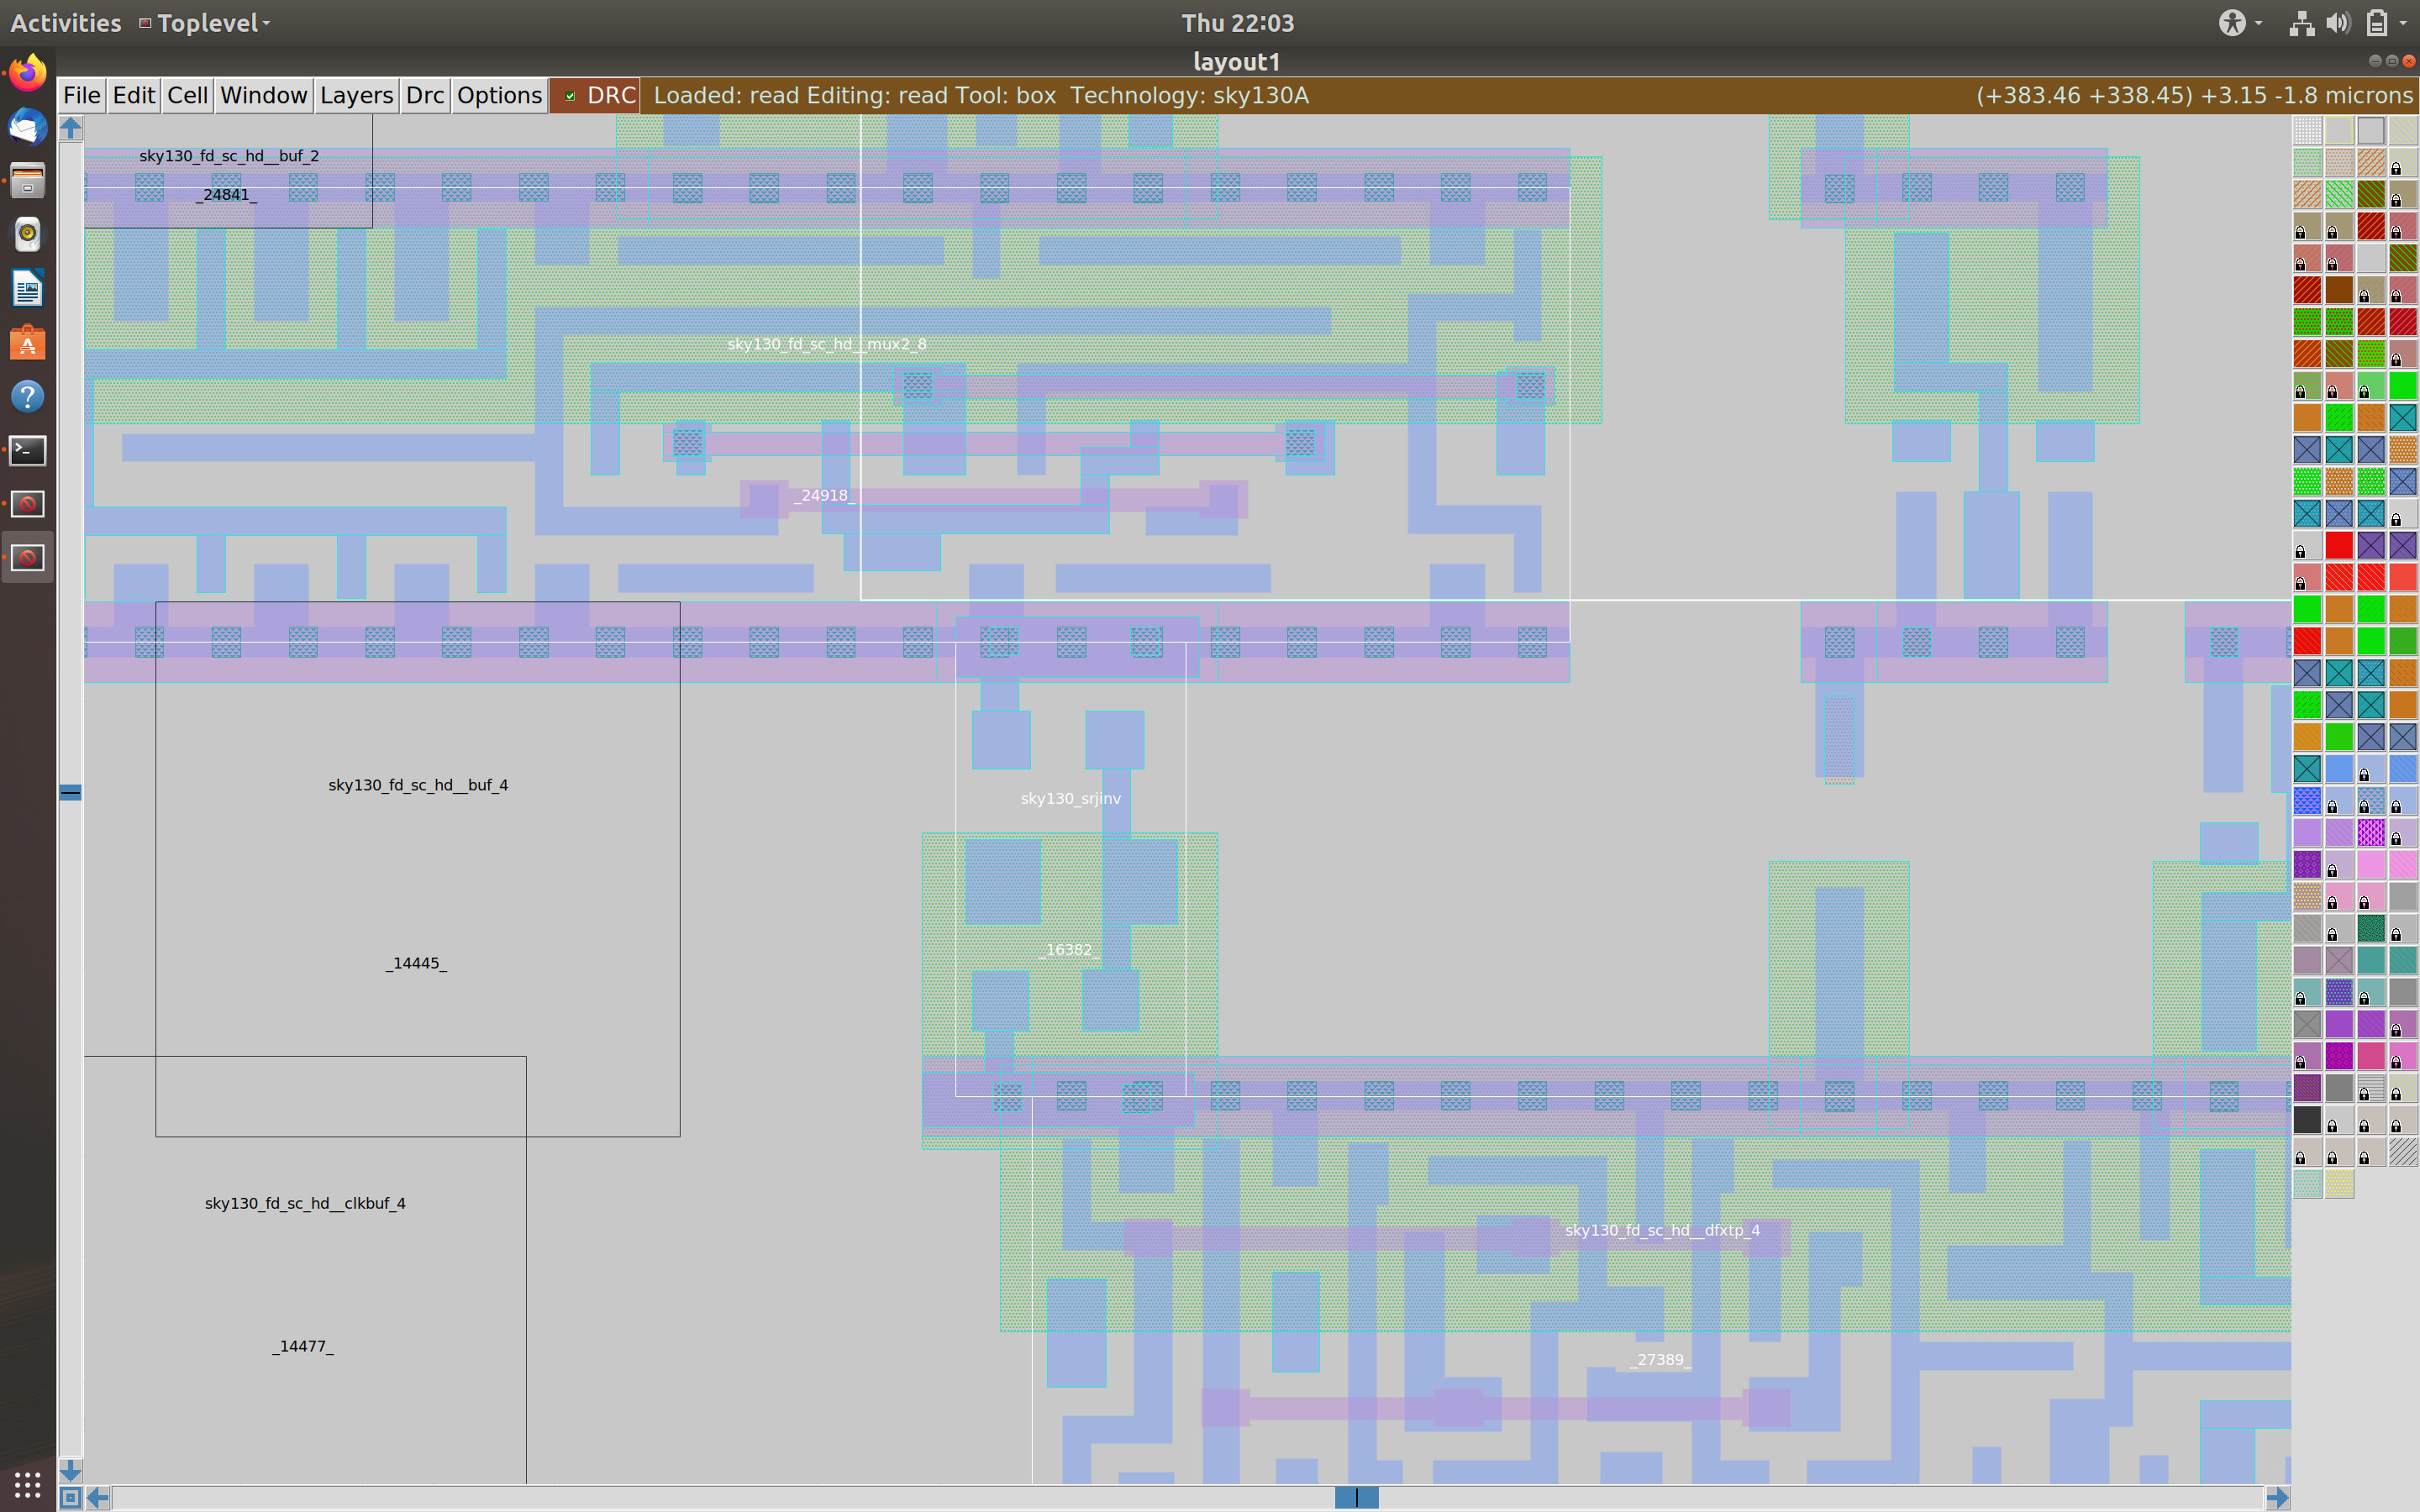 Activities Toplevel Thu 22:03
layout1
File Edit Cell Window Layers Drc Options DRC Loaded: read Editing: read Tool: box Technology: sky130A (+383.46 +338.45) +3.15 -1.8 microns
sky130_fd_sc_hd__buf_2
_24841_
sky130_fd_sc_hd__mux2_8
_24918_
sky130_fd_sc_hd__buf_4
sky130_srjinv
_16382_
_14445_
sky130_fd_sc_hd__clkbuf_4
sky130_fd_sc_hd__dfxtp_4
_14477_
_27389_